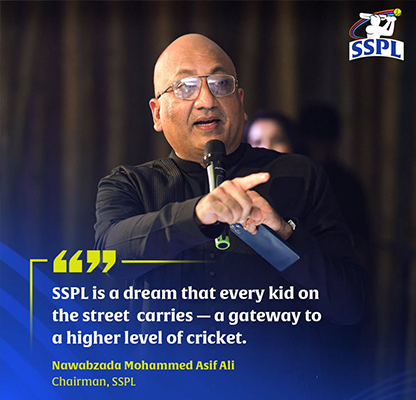 SSPL
SSPL is a dream that every kid on
the street carries — a gateway to
a higher level of cricket.
Nawabzada Mohammed Asif Ali
Chairman, SSPL